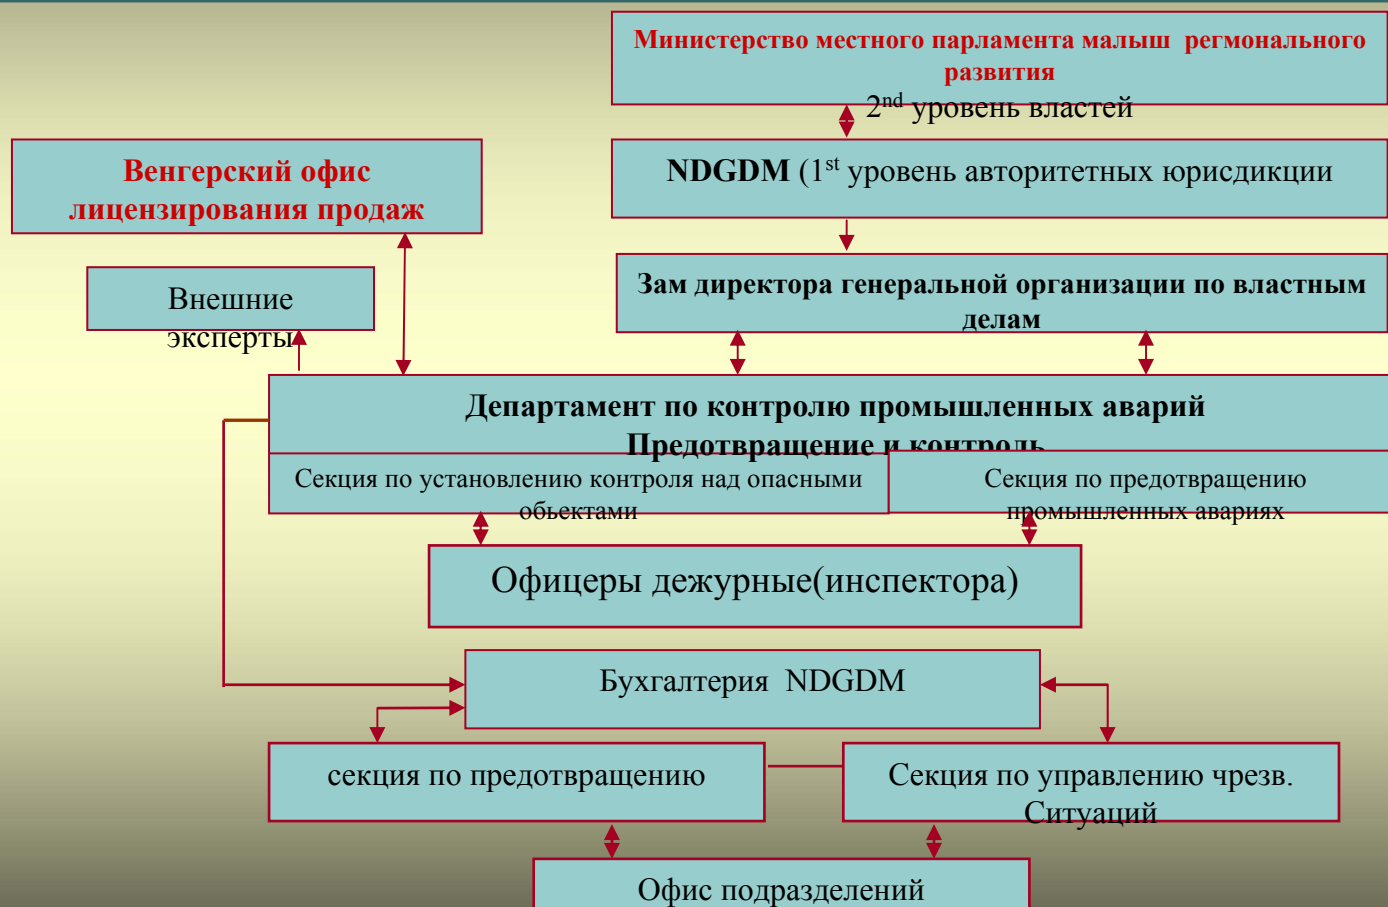 Министерство местного парламента малыш регмонального
развития
2nd уровень властей
Венгерский офис
лицензирования продаж
NDGDM (1st уровень авторитетных юрисдикции
Внешние
эксперты
Зам директора генеральной организации по властным
делам
Департамент по контролю промышленных аварий
Предотвращение и контроль
Секция по установлению контроля над опасными
обьектами
Секция по предотвращению
промышленных авариях
Офицеры дежурные(инспектора)
Бухгалтерия NDGDM
секция по предотвращению
Секция по управлению чрезв.
Ситуаций
Офис подразделений